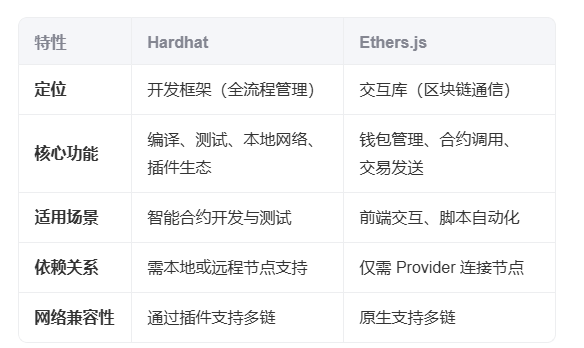 特性 Hardhat Ethers.js
定位 开发框架（全流程管理） 交互库（区块链通信）
核心功能 编译、测试、本地网络、 钱包管理、合约调用、
插件生态 交易发送
适用场景 智能合约开发与测试 前端交互、脚本自动化
依赖关系 需本地或远程节点支持 仅需 Provider 连接节点
网络兼容性 通过插件支持多链 原生支持多链